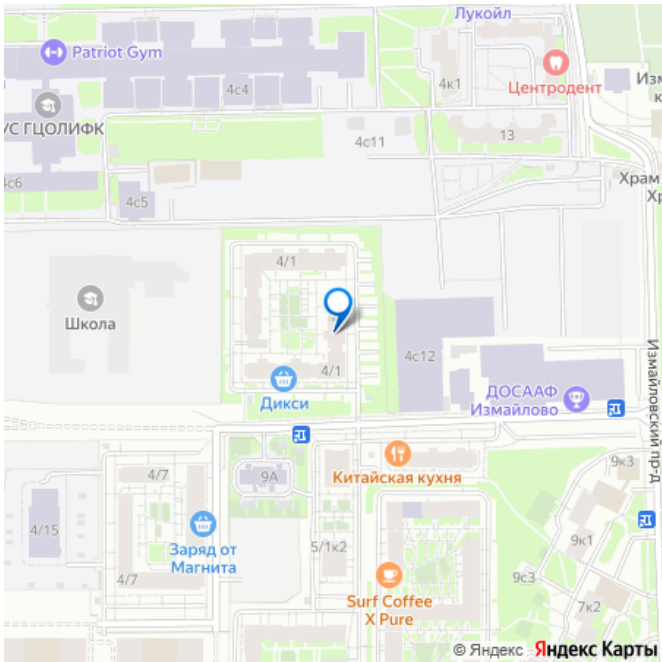 Лукойл
Patriot Gym
4к1
Центродент
Изм
к
4с4
УС ГЦОЛИФК
13
4с11
4с6
4с5
Храм
Хр
4/1
Школа
4с12
4/1
Дикси
ДОСААФ
Измайлово
Измайловский пр-д
Китайская кухня
4/7
9А
9к3
4/15
Заряд от
Магнита
5/1к2
9к1
4/7
9с3
Surf Coffee
X Pure
7к2
© Яндекс Яндекс Карты